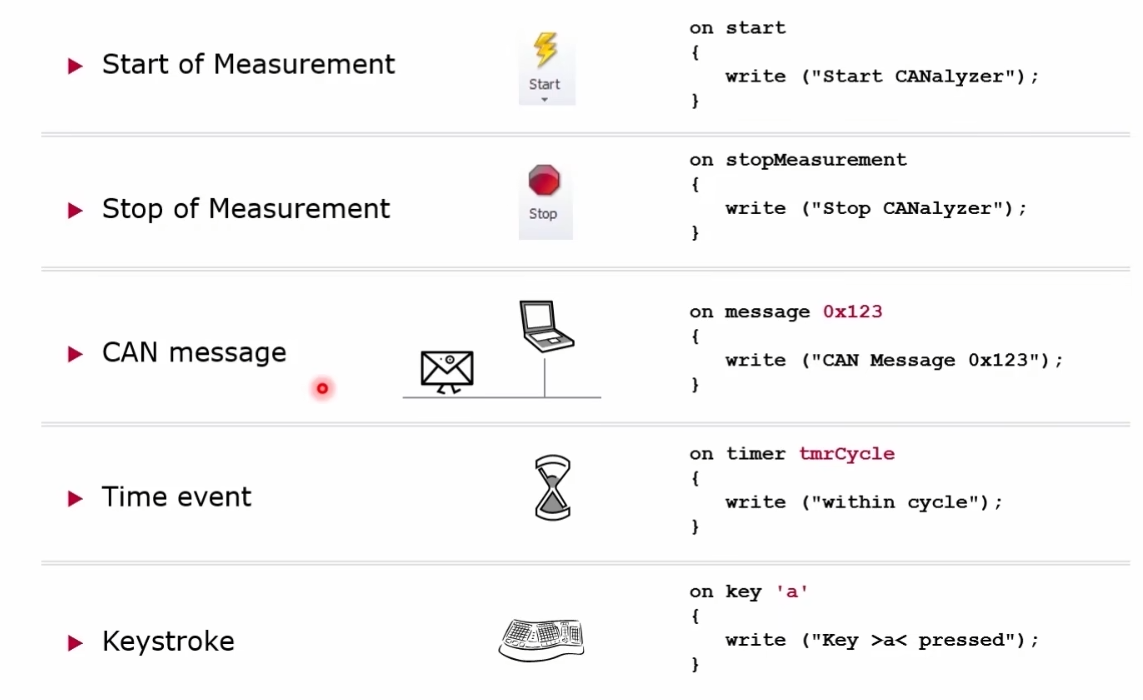 Start of Measurement
Start
on start
{
write ("Start CANalyzer");
}
Stop of Measurement
Stop
on stopMeasurement
{
write ("Stop CANalyzer");
}
CAN message
on message 0x123
{
write ("CAN Message 0x123");
}
Time event
on timer tmrCycle
{
write ("within cycle");
}
Keystroke
on key 'a'
{
write ("Key >a< pressed");
}